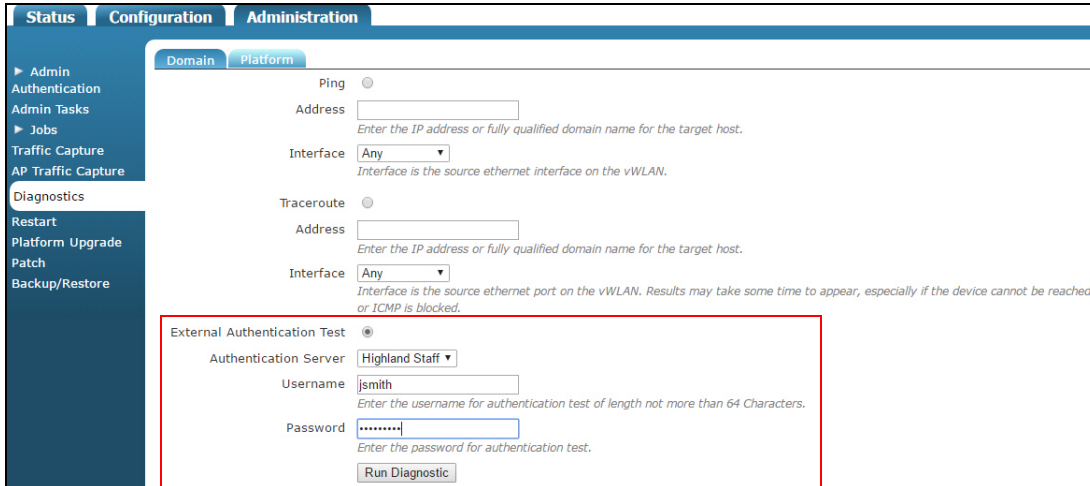 Status Configuration Administration
Domain Platform
▶ Admin
Authentication
Admin Tasks
▶ Jobs
Traffic Capture
AP Traffic Capture
Diagnostics
Restart
Platform Upgrade
Patch
Backup/Restore
Ping
Address
Enter the IP address or fully qualified domain name for the target host.
Interface Any
Interface is the source ethernet interface on the vWLAN.
Traceroute
Address
Enter the IP address or fully qualified domain name for the target host.
Interface Any
Interface is the source ethernet port on the vWLAN. Results may take some time to appear, especially if the device cannot be reached
or ICMP is blocked.
External Authentication Test
Authentication Server Highland Staff
Username jsmith
Enter the username for authentication test of length not more than 64 Characters.
Password •••••••••
Enter the password for authentication test.
Run Diagnostic